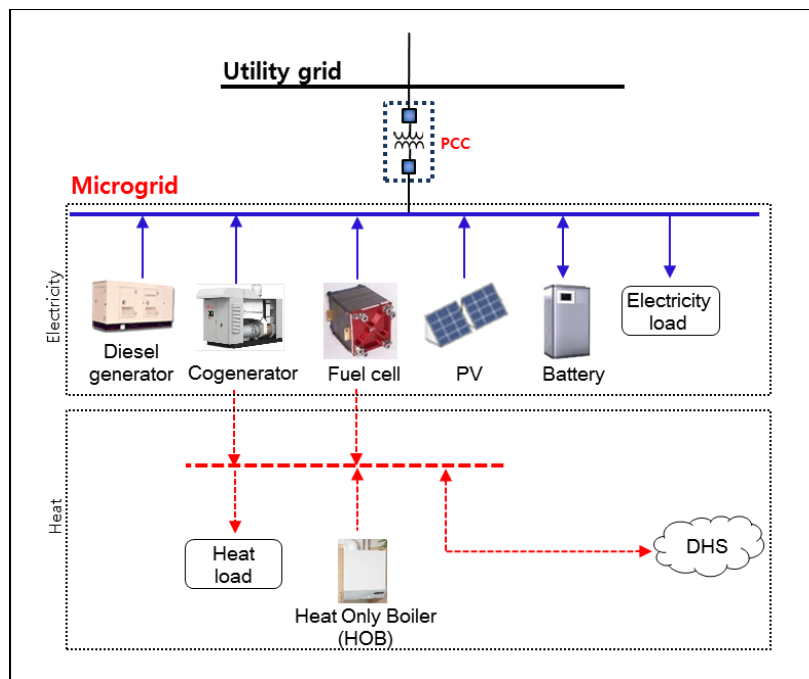 Utility grid
PCC
Microgrid
Electricity
Diesel
generator
Cogenerator
Fuel cell
PV
Battery
Electricity
load
Heat
Heat
load
Heat Only Boiler
(HOB)
DHS